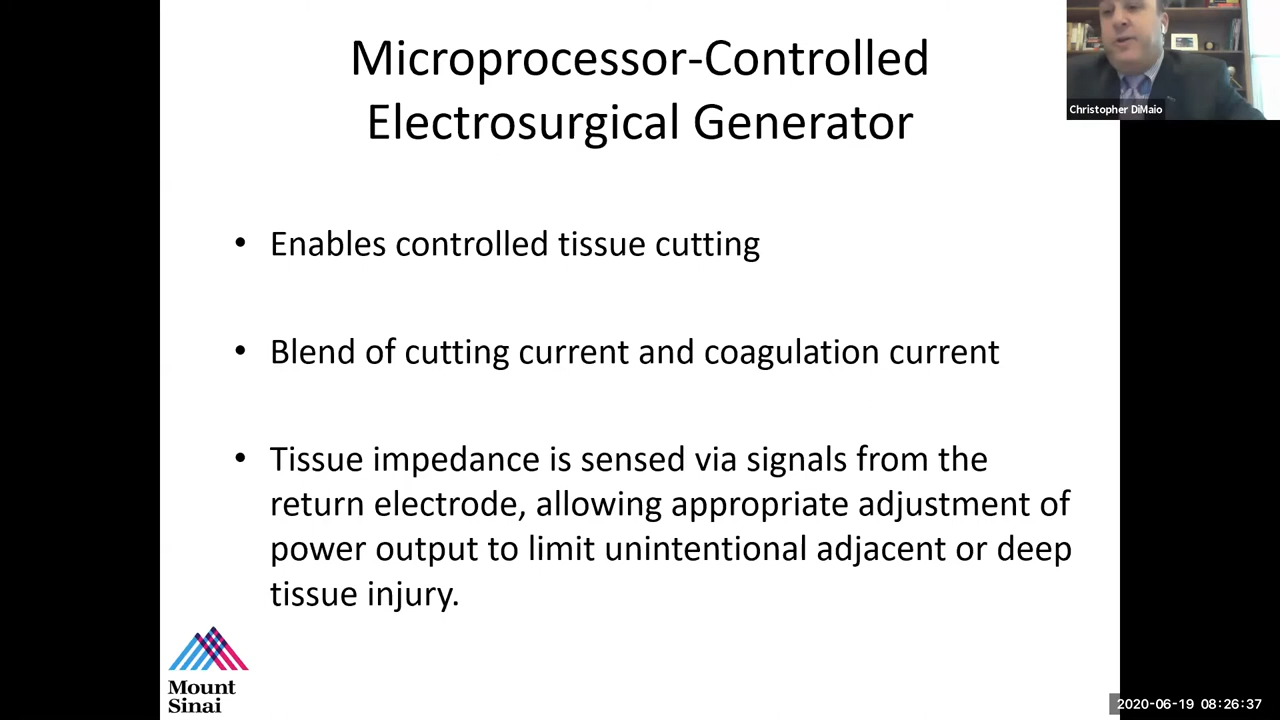 Microprocessor-Controlled
Electrosurgical Generator
Christopher DiMaio
• Enables controlled tissue cutting
• Blend of cutting current and coagulation current
• Tissue impedance is sensed via signals from the
return electrode, allowing appropriate adjustment of
power output to limit unintentional adjacent or deep
tissue injury.
Mount
Sinai
2020-06-19 08:26:37